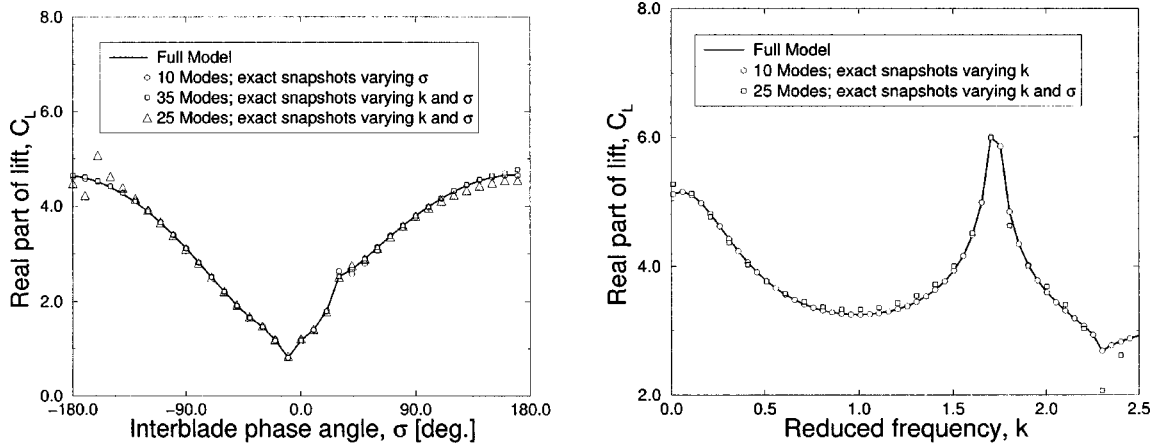 8.0
6.0
4.0
2.0
0.0
Real part of lift, C_L
Full Model
10 Modes; exact snapshots varying σ
35 Modes; exact snapshots varying k and σ
25 Modes; exact snapshots varying k and σ
−180.0 −90.0 0.0 90.0 180.0
Interblade phase angle, σ [deg.]
8.0
6.0
4.0
2.0
Real part of lift, C_L
Full Model
10 Modes; exact snapshots varying k
25 Modes; exact snapshots varying k and σ
0.0 0.5 1.0 1.5 2.0 2.5
Reduced frequency, k